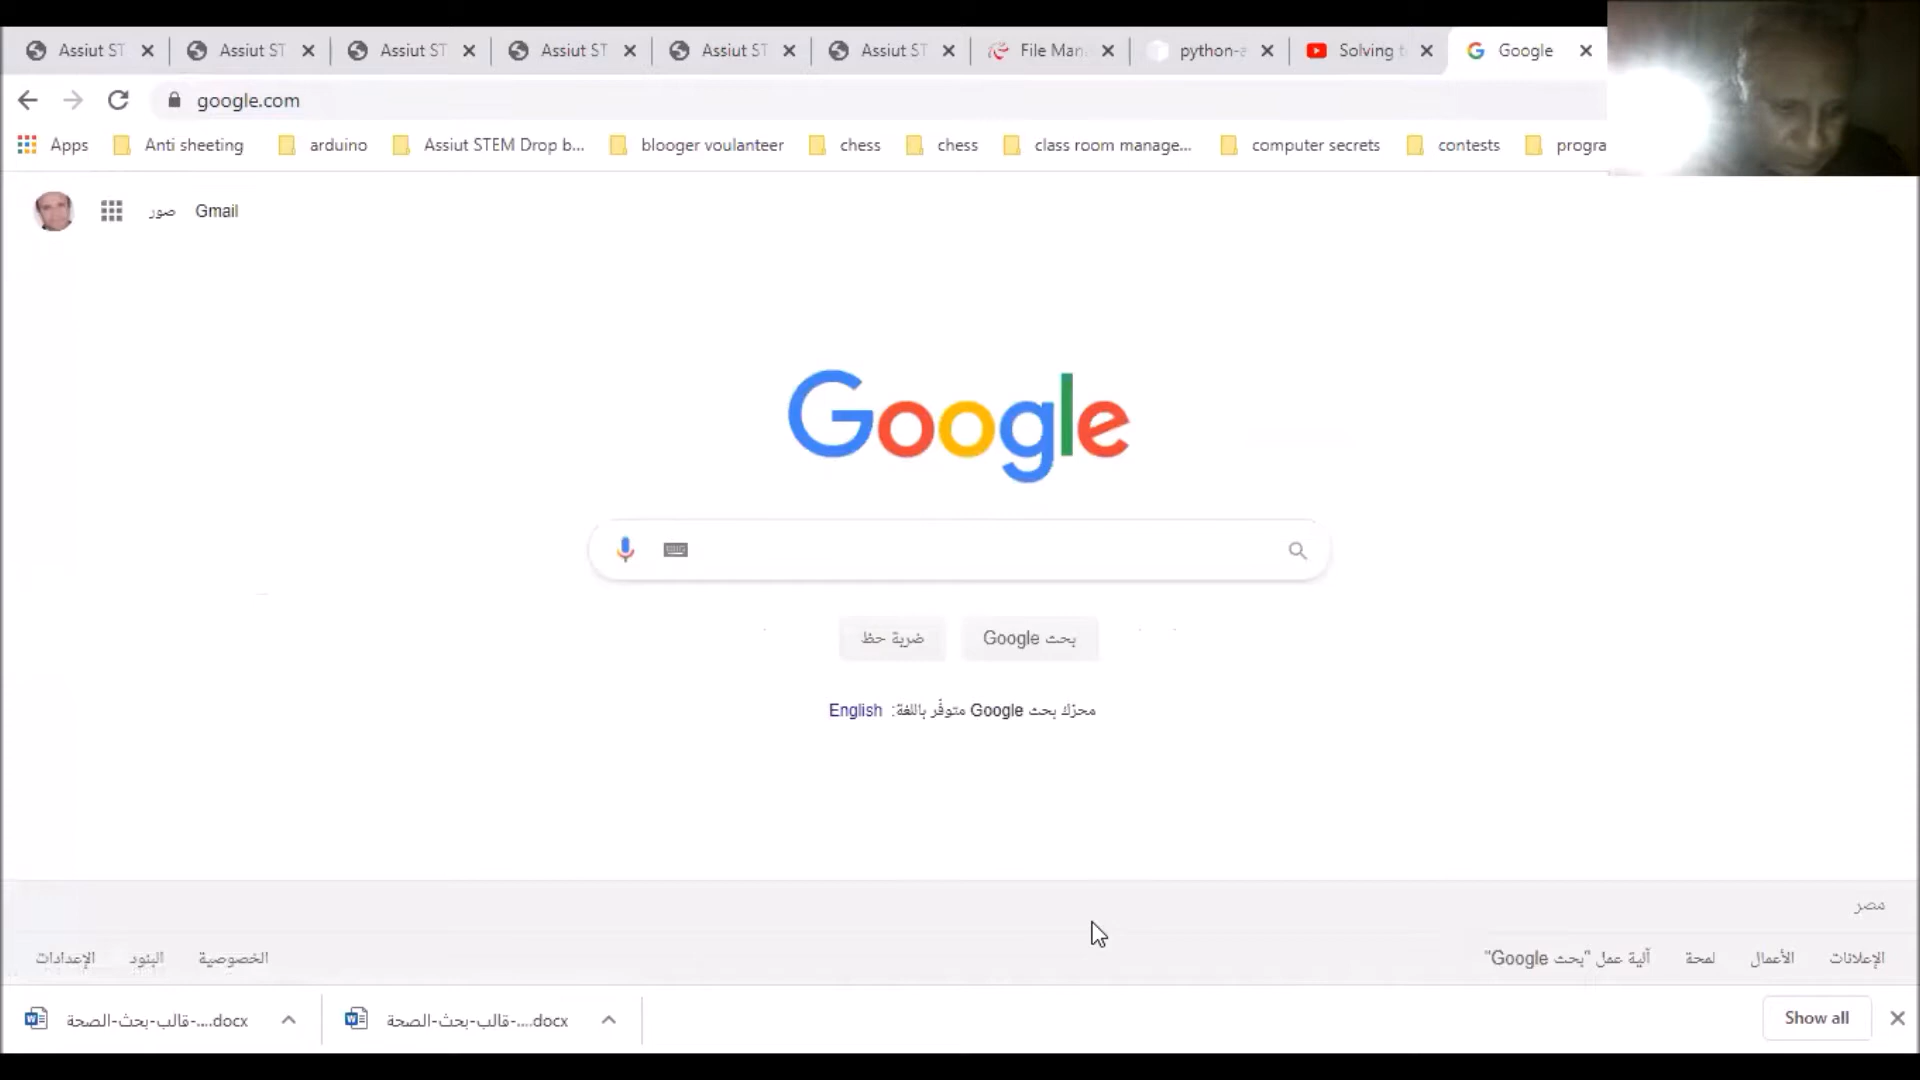 Assiut ST Assiut ST Assiut ST Assiut ST Assiut ST Assiut ST File Man python-a Solving t Google
google.com
Apps Anti sheeting arduino Assiut STEM Drop b... blooger voulanteer chess chess class room manage... computer secrets contests progra
صور Gmail
Google
ضربة حظ بحث Google
محرّك بحث Google متوفّر باللغة: English
مصر
الإعلانات الأعمال لمحة آلية عمل "بحث Google" الخصوصية البنود الإعدادات
قالب-بحث-الصحة-....docx قالب-بحث-الصحة-....docx Show all